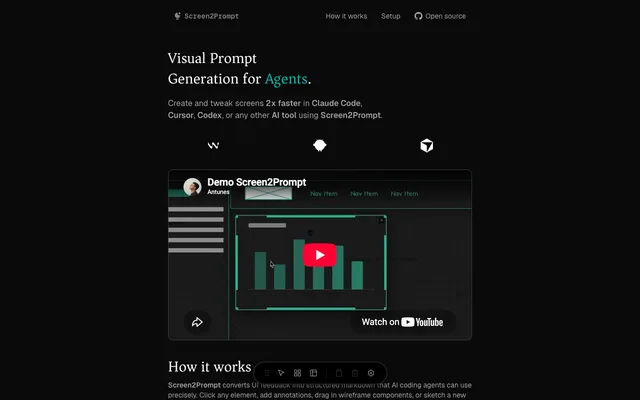 Screen2Prompt
How it works
Setup
Open source
Visual Prompt
Generation for Agents.
Create and tweak screens 2x faster in Claude Code,
Cursor, Codex, or any other AI tool using Screen2Prompt.
Demo Screen2Prompt
Antunes
Nav Item
Nav Item
Nav Item
Watch on YouTube
How it works
Screen2Prompt converts UI feedback into structured markdown that AI coding agents can use
precisely. Click any element, add annotations, drag in wireframe components, or sketch a new